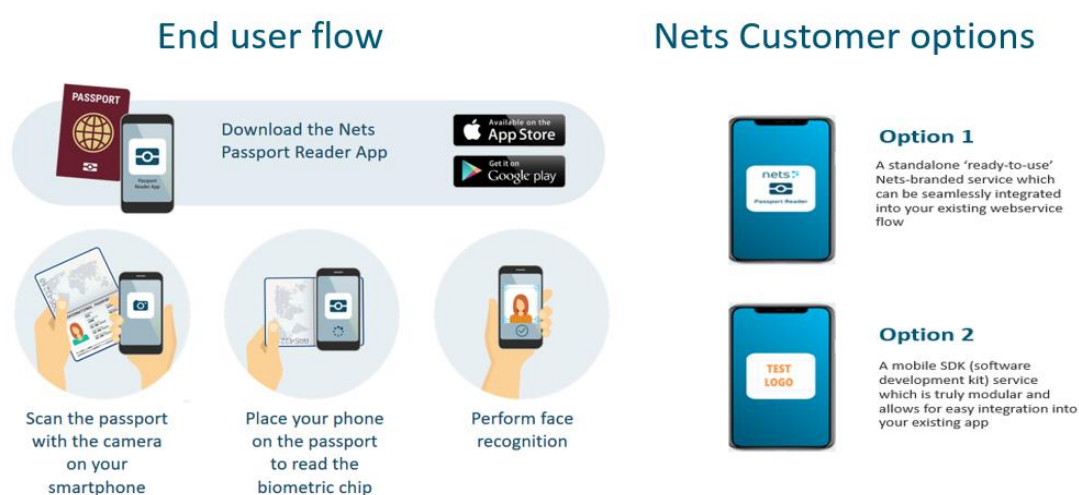 End user flow
PASSPORT
Passport
Reader App
Download the Nets
Passport Reader App
Available on the
App Store
Get it on
Google play
Scan the passport
with the camera
on your
smartphone
Place your phone
on the passport
to read the
biometric chip
Perform face
recognition
Nets Customer options
nets
Passport Reader
Option 1
A standalone ‘ready-to-use’
Nets-branded service which
can be seamlessly integrated
into your existing webservice
flow
TEST
LOGO
Option 2
A mobile SDK (software
development kit) service
which is truly modular and
allows for easy integration into
your existing app